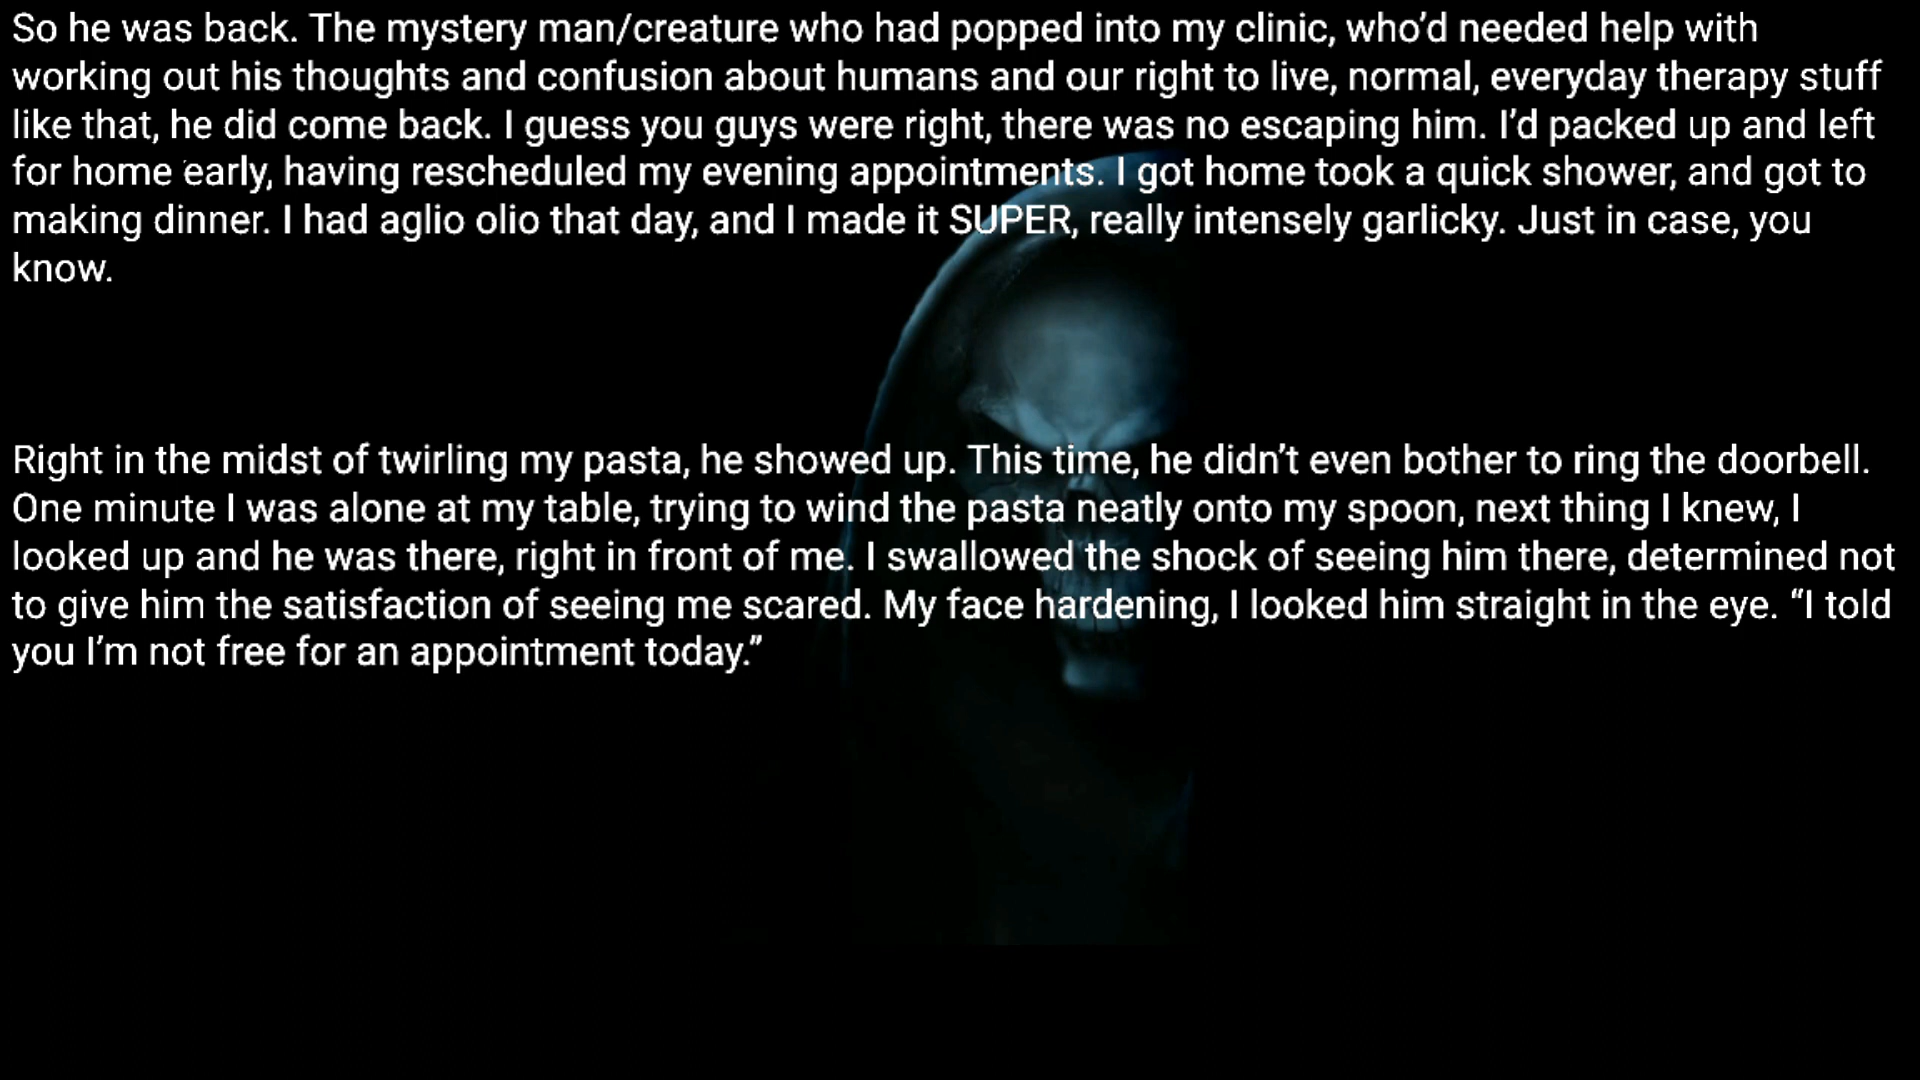 So he was back. The mystery man/creature who had popped into my clinic, who’d needed help with
working out his thoughts and confusion about humans and our right to live, normal, everyday therapy stuff
like that, he did come back. I guess you guys were right, there was no escaping him. I’d packed up and left
for home early, having rescheduled my evening appointments. I got home took a quick shower, and got to
making dinner. I had aglio olio that day, and I made it SUPER, really intensely garlicky. Just in case, you
know.
Right in the midst of twirling my pasta, he showed up. This time, he didn’t even bother to ring the doorbell.
One minute I was alone at my table, trying to wind the pasta neatly onto my spoon, next thing I knew, I
looked up and he was there, right in front of me. I swallowed the shock of seeing him there, determined not
to give him the satisfaction of seeing me scared. My face hardening, I looked him straight in the eye. “I told
you I’m not free for an appointment today.”